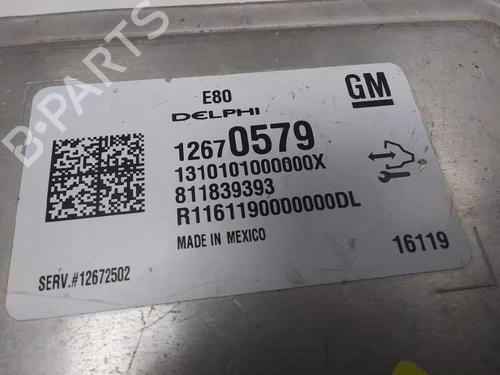 E80
DELPHI
GM
12670579
1310101000000X
811839393
R1161190000000DL
MADE IN MEXICO
16119
SERV.#12672502
B-PARTS